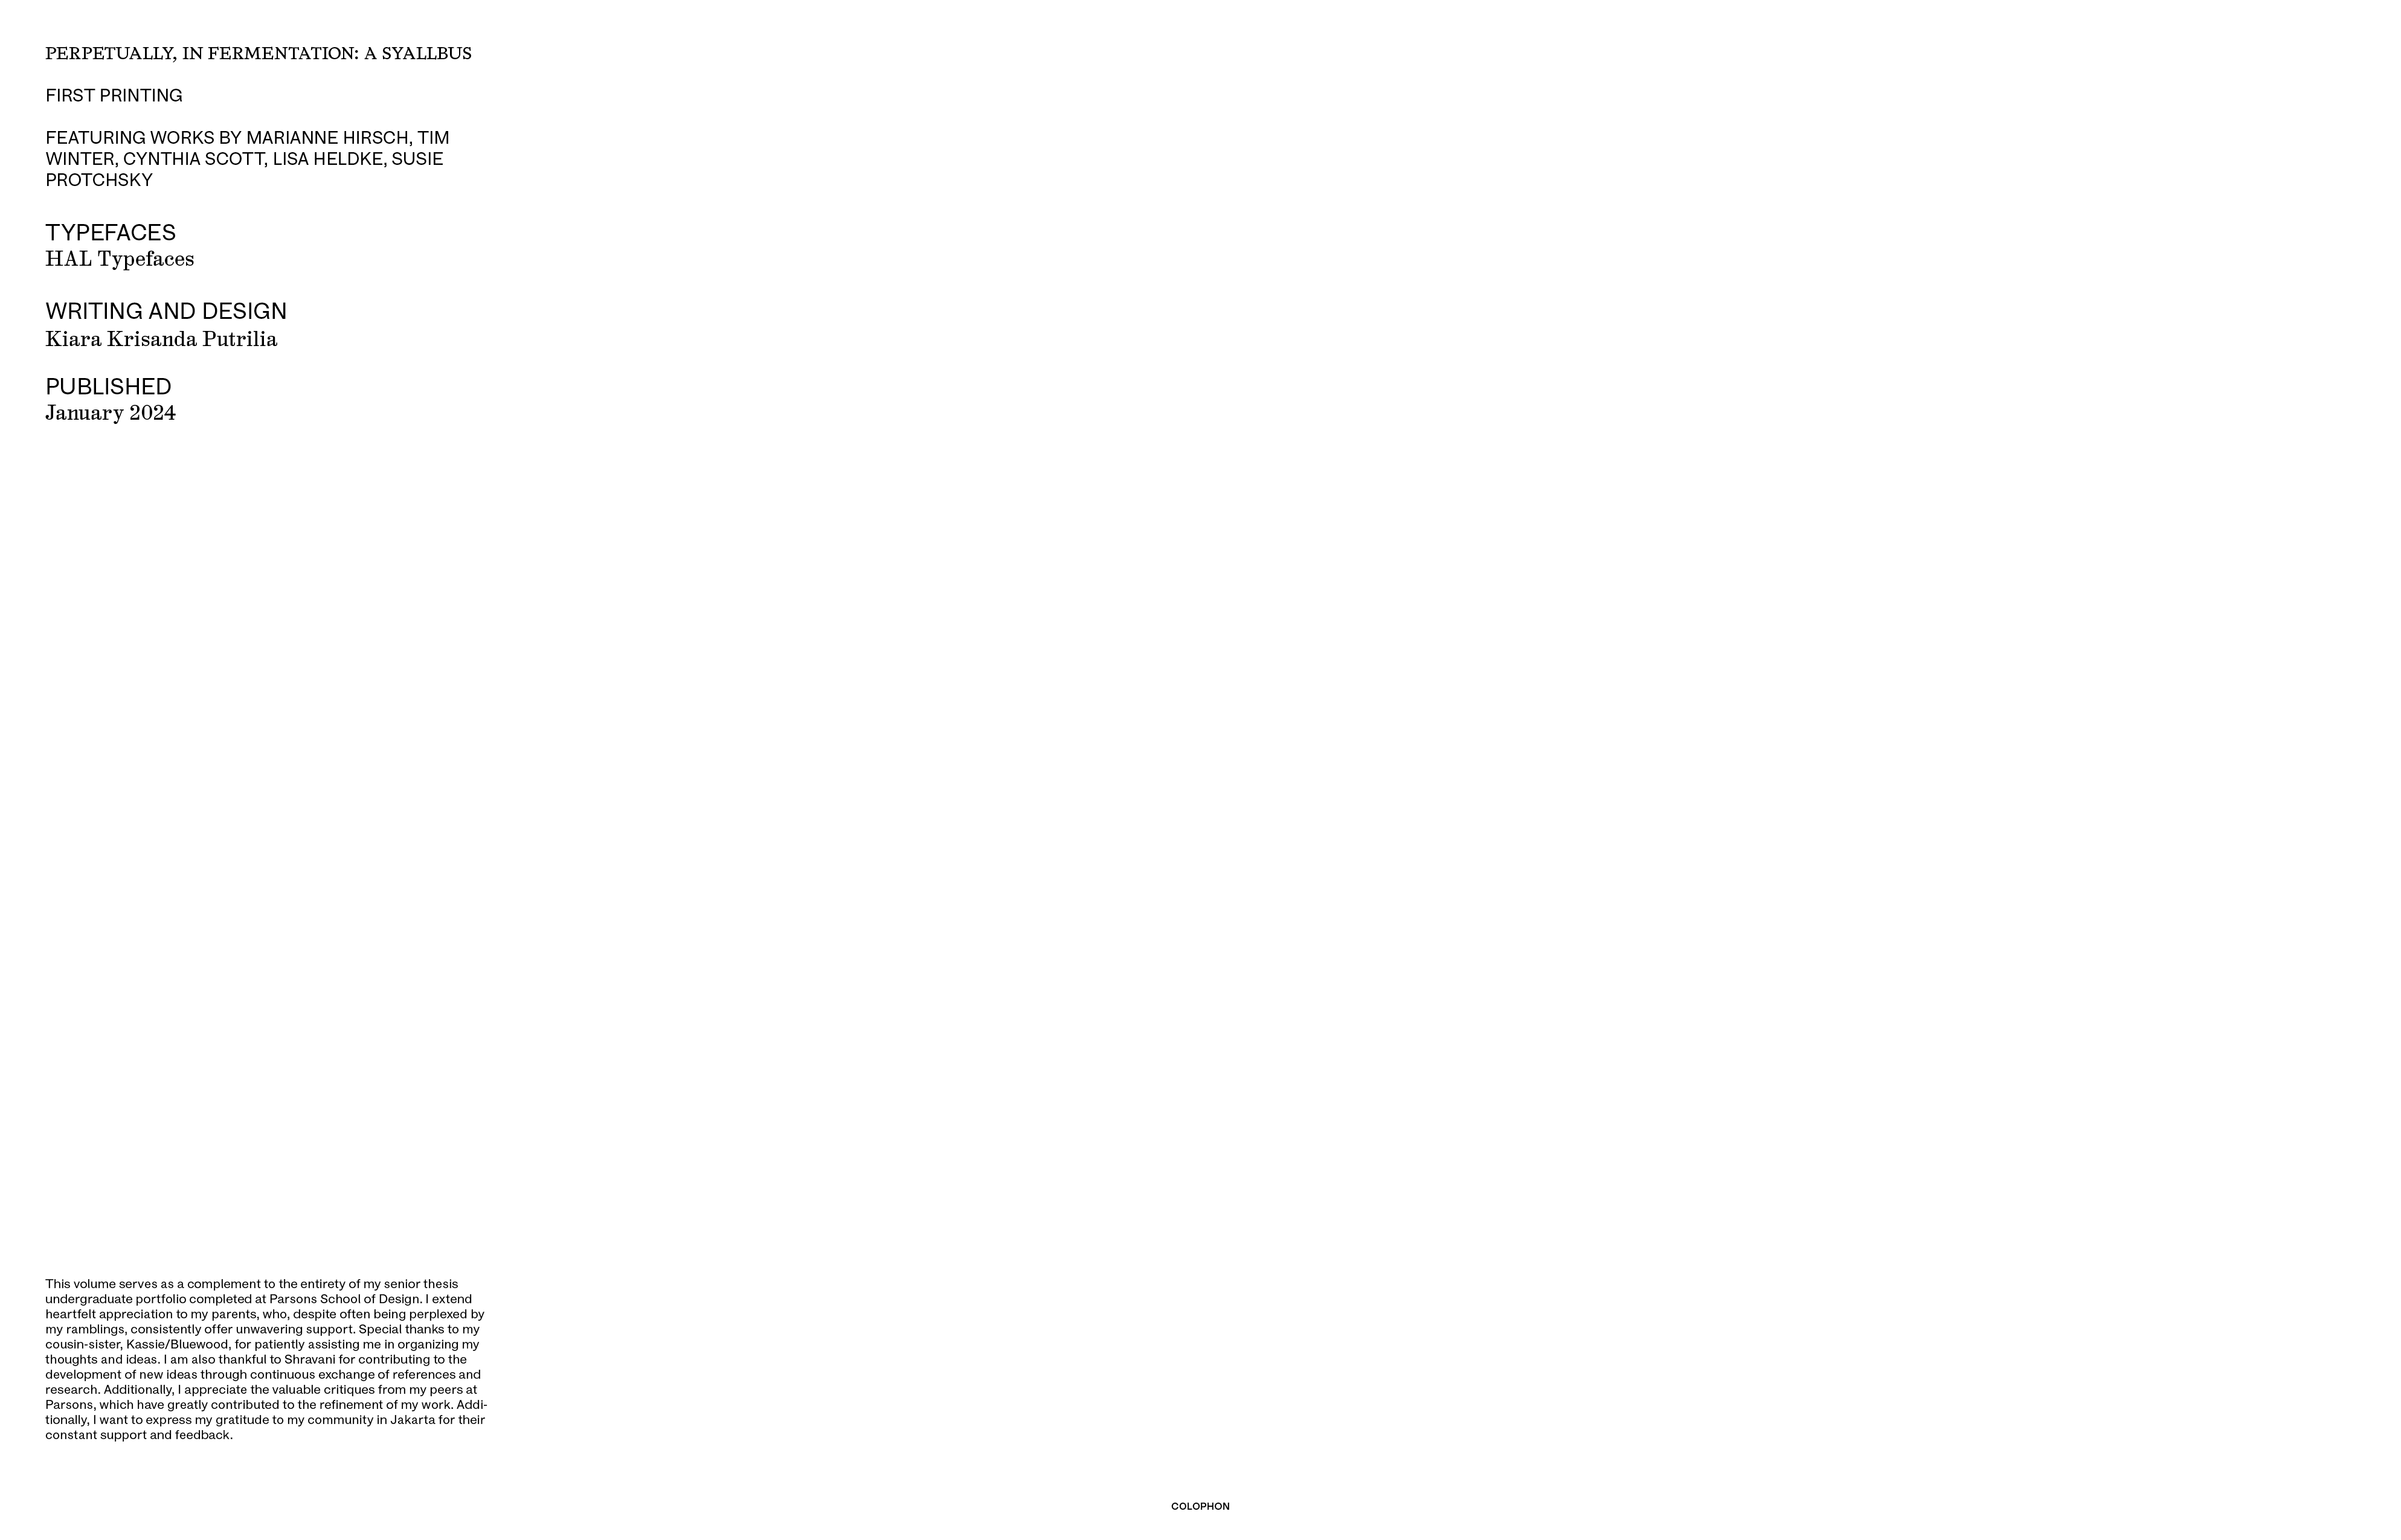 PERPETUALLY, IN FERMENTATION: A SYALLBUS
FIRST PRINTING
FEATURING WORKS BY MARIANNE HIRSCH, TIM
WINTER, CYNTHIA SCOTT, LISA HELDKE, SUSIE
PROTCHSKY
TYPEFACES
HAL Typefaces
WRITING AND DESIGN
Kiara Krisanda Putrilia
PUBLISHED
January 2024
This volume serves as a complement to the entirety of my senior thesis
undergraduate portfolio completed at Parsons School of Design. I extend
heartfelt appreciation to my parents, who, despite often being perplexed by
my ramblings, consistently offer unwavering support. Special thanks to my
cousin-sister, Kassie/Bluewood, for patiently assisting me in organizing my
thoughts and ideas. I am also thankful to Shravani for contributing to the
development of new ideas through continuous exchange of references and
research. Additionally, I appreciate the valuable critiques from my peers at
Parsons, which have greatly contributed to the refinement of my work. Addi-
tionally, I want to express my gratitude to my community in Jakarta for their
constant support and feedback.
COLOPHON